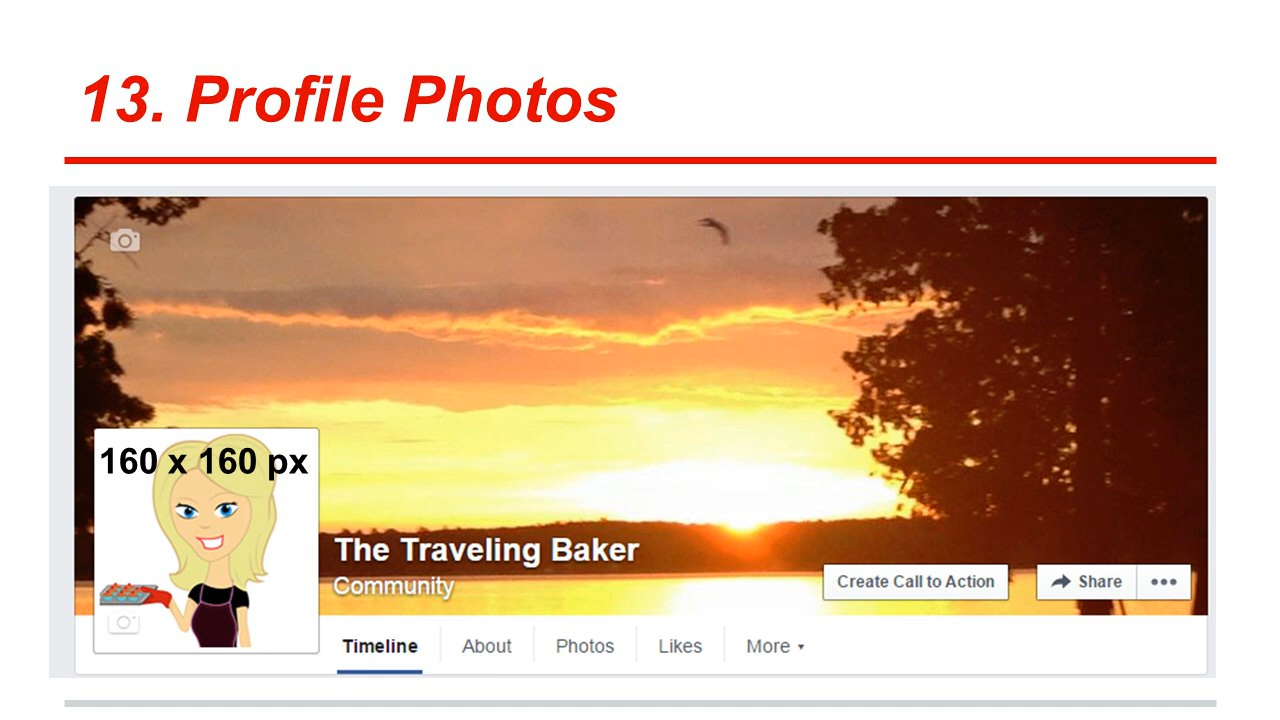 13. Profile Photos
160 x 160 px
The Traveling Baker
Community
Create Call to Action
Share
Timeline
About
Photos
Likes
More